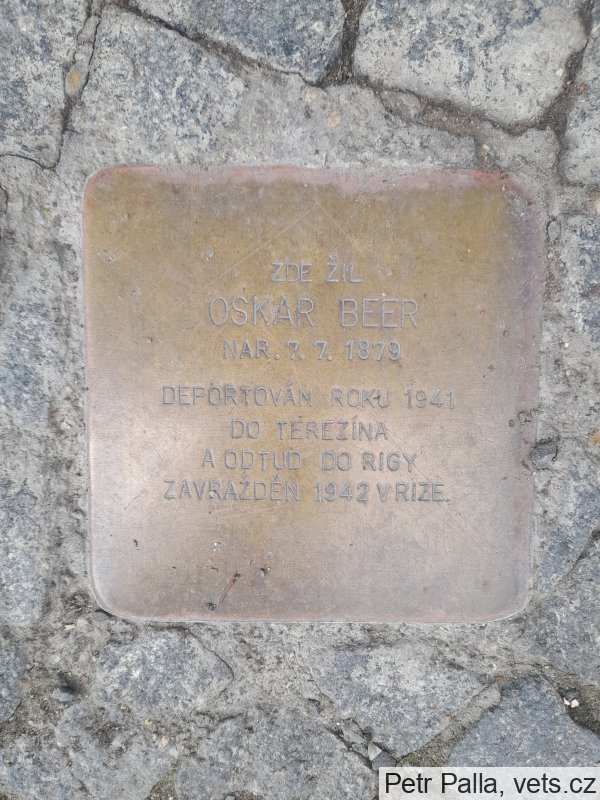 ZDE ŽIL
OSKAR BEER
NAR. 7. 7. 1879
DEPORTOVÁN ROKU 1941
DO TEREZÍNA
A ODTUD DO RIGY
ZAVRAŽDĚN 1942 V RIZE.
Petr Palla, vets.cz